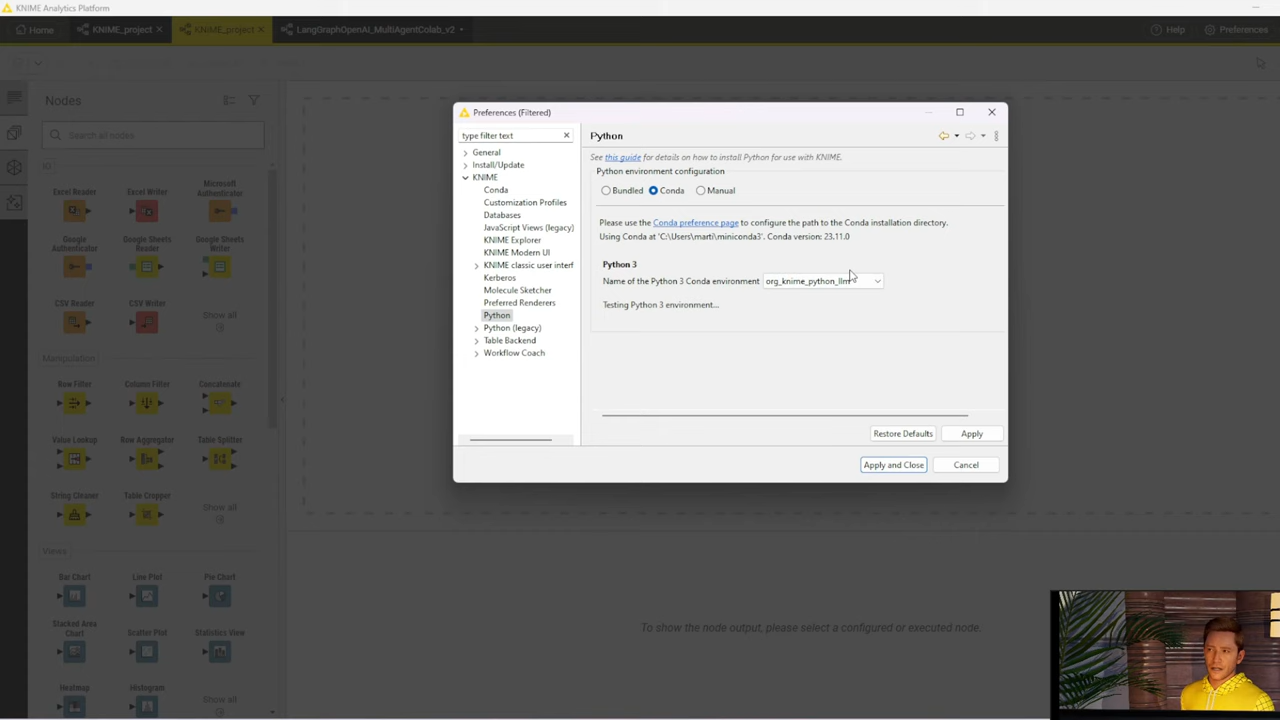 KNIME Analytics Platform
Home
KNIME_project
KNIME_project
LangGraphOpenAI_MultiAgentColab_v2
Help
Preferences
Nodes
Search all nodes
IO
Excel Reader
Excel Writer
Microsoft Authenticator
Google Authenticator
Google Sheets Reader
Google Sheets Writer
CSV Reader
CSV Writer
Show all
Manipulation
Row Filter
Column Filter
Concatenate
Value Lookup
Row Aggregator
Table Splitter
String Cleaner
Table Cropper
Show all
Views
Bar Chart
Line Plot
Pie Chart
Stacked Area Chart
Scatter Plot
Statistics View
Heatmap
Histogram
Show all
Preferences (Filtered)
type filter text
General
Install/Update
KNIME
Conda
Customization Profiles
Databases
JavaScript Views (legacy)
KNIME Explorer
KNIME Modern UI
KNIME classic user interf
Kerberos
Molecule Sketcher
Preferred Renderers
Python
Python (legacy)
Table Backend
Workflow Coach
Python
See this guide for details on how to install Python for use with KNIME.
Python environment configuration
Bundled
Conda
Manual
Please use the Conda preference page to configure the path to the Conda installation directory.
Using Conda at 'C:\Users\marti\miniconda3'. Conda version: 23.11.0
Python 3
Name of the Python 3 Conda environment
org_knime_python_llm
Testing Python 3 environment...
Restore Defaults
Apply
Apply and Close
Cancel
To show the node output, please select a configured or executed node.